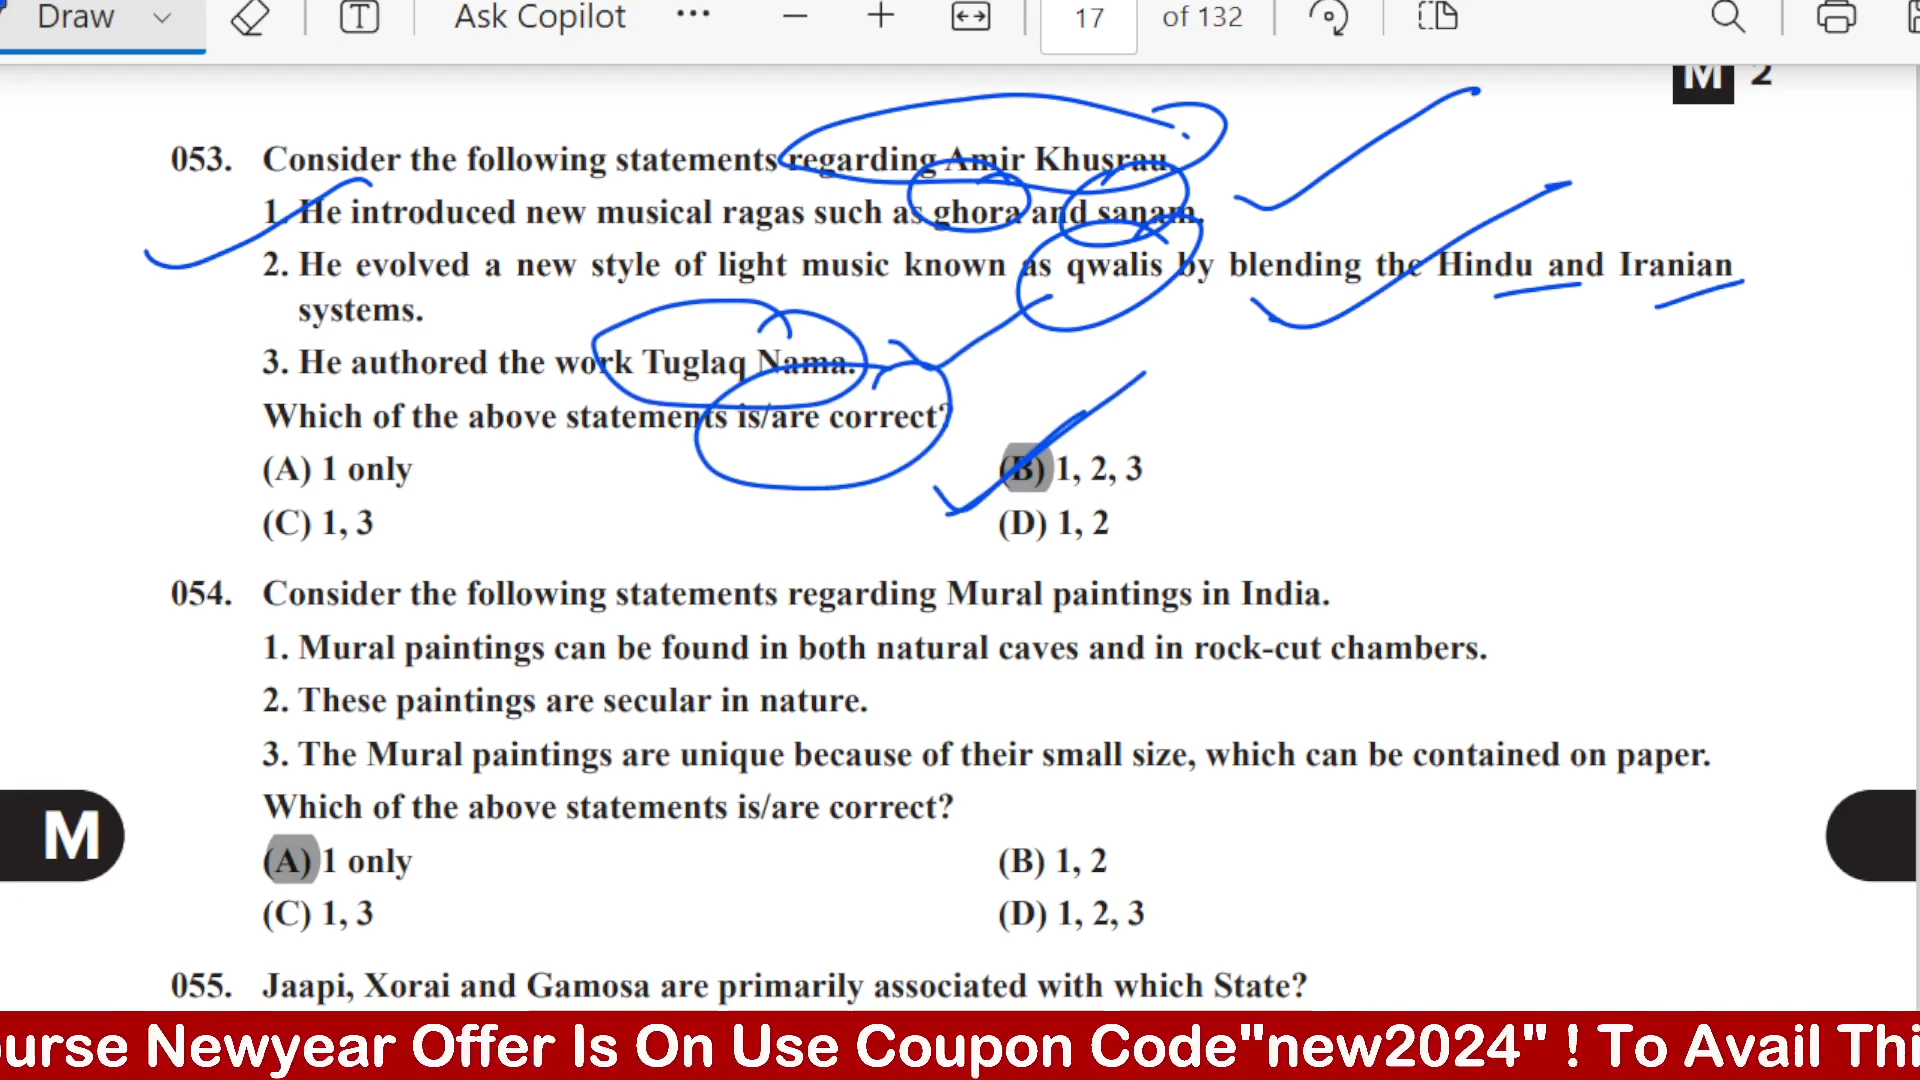 Draw
Ask Copilot ... 17 of 132
M 2
053. Consider the following statements regarding Amir Khusrau.
1. He introduced new musical ragas such as ghora and sanam.
2. He evolved a new style of light music known as qwalis by blending the Hindu and Iranian
systems.
3. He authored the work Tuglaq Nama.
Which of the above statements is/are correct?
(A) 1 only (B) 1, 2, 3
(C) 1, 3 (D) 1, 2
054. Consider the following statements regarding Mural paintings in India.
1. Mural paintings can be found in both natural caves and in rock-cut chambers.
2. These paintings are secular in nature.
3. The Mural paintings are unique because of their small size, which can be contained on paper.
Which of the above statements is/are correct?
M
(A) 1 only (B) 1, 2
(C) 1, 3 (D) 1, 2, 3
055. Jaapi, Xorai and Gamosa are primarily associated with which State?
urse Newyear Offer Is On Use Coupon Code"new2024" ! To Avail Thi